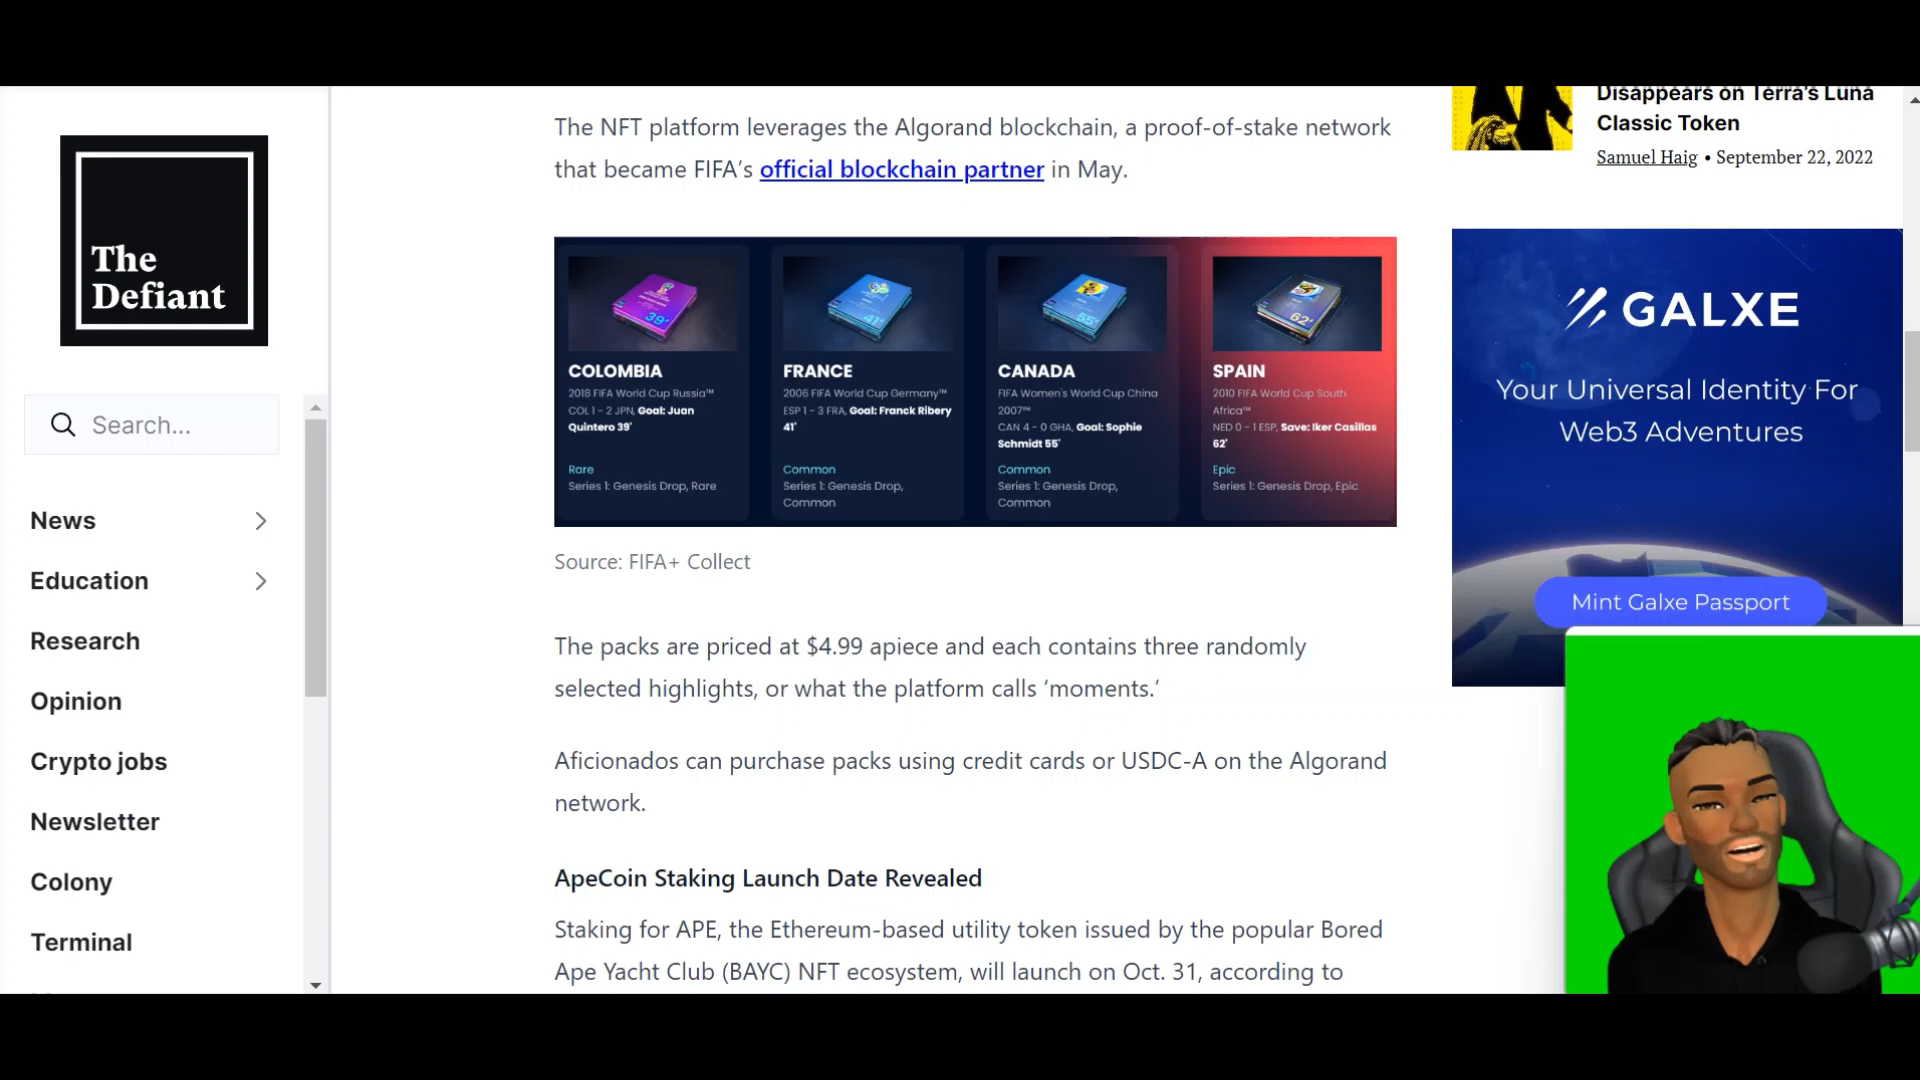 The
Defiant
Search...
News
Education
Research
Opinion
Crypto jobs
Newsletter
Colony
Terminal
The NFT platform leverages the Algorand blockchain, a proof-of-stake network
that became FIFA’s official blockchain partner in May.
39'
COLOMBIA
2018 FIFA World Cup Russia™
COL 1 - 2 JPN, Goal: Juan
Quintero 39'
Rare
Series 1: Genesis Drop, Rare
41'
FRANCE
2006 FIFA World Cup Germany™
ESP 1 - 3 FRA, Goal: Franck Ribery
41'
Common
Series 1: Genesis Drop,
Common
55'
CANADA
FIFA Women's World Cup China
2007™
CAN 4 - 0 GHA, Goal: Sophie
Schmidt 55'
Common
Series 1: Genesis Drop,
Common
62'
SPAIN
2010 FIFA World Cup South
Africa™
NED 0 - 1 ESP, Save: Iker Casillas
62'
Epic
Series 1: Genesis Drop, Epic
Source: FIFA+ Collect
The packs are priced at $4.99 apiece and each contains three randomly
selected highlights, or what the platform calls ‘moments.’
Aficionados can purchase packs using credit cards or USDC-A on the Algorand
network.
ApeCoin Staking Launch Date Revealed
Staking for APE, the Ethereum-based utility token issued by the popular Bored
Ape Yacht Club (BAYC) NFT ecosystem, will launch on Oct. 31, according to
Disappears on Terra’s Luna
Classic Token
Samuel Haig • September 22, 2022
GALXE
Your Universal Identity For
Web3 Adventures
Mint Galxe Passport